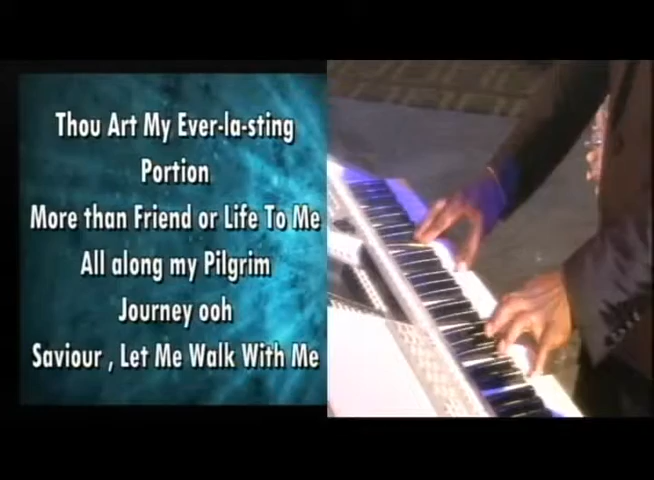 Thou Art My Ever-la-sting
Portion
More than Friend or Life To Me
All along my Pilgrim
Journey ooh
Saviour , Let Me Walk With Me